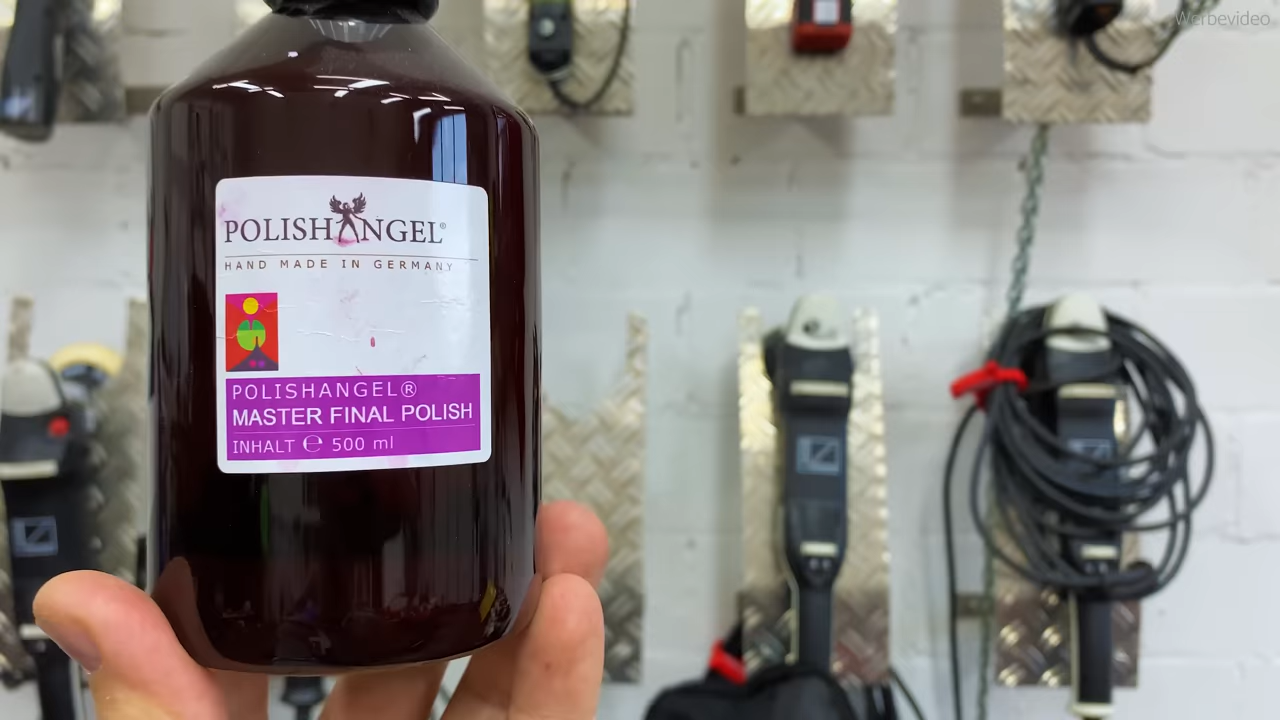 Werbevideo
POLISHANGEL®
HAND MADE IN GERMANY
POLISHANGEL®
MASTER FINAL POLISH
INHALT ℮ 500 ml